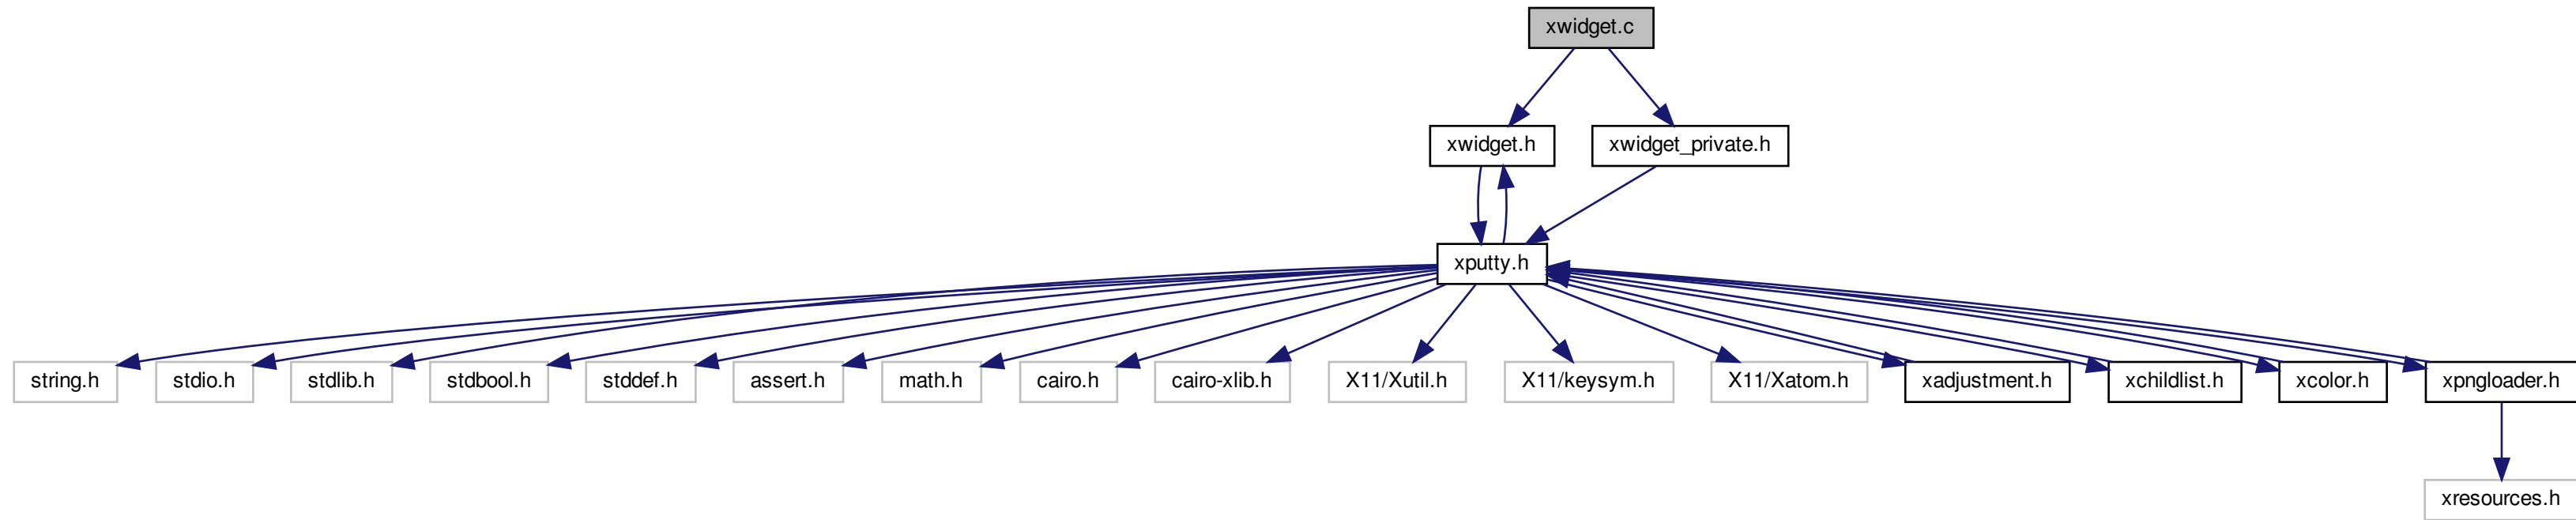 xwidget.c
xwidget.h
xwidget_private.h
xputty.h
string.h
stdio.h
stdlib.h
stdbool.h
stddef.h
assert.h
math.h
cairo.h
cairo-xlib.h
X11/Xutil.h
X11/keysym.h
X11/Xatom.h
xadjustment.h
xchildlist.h
xcolor.h
xpngloader.h
xresources.h